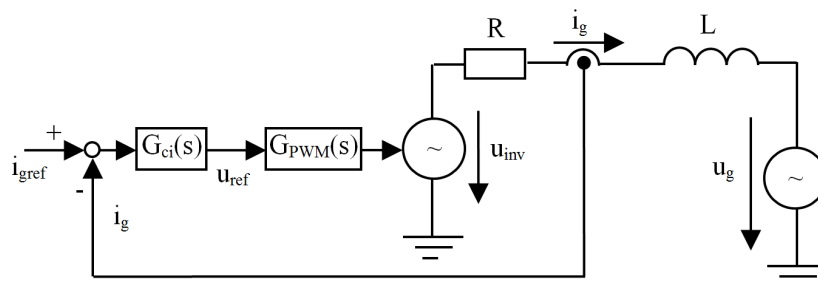 R
i_g
L
+
G_ci(s)
G_PWM(s)
~
u_inv
i_gref
u_ref
u_g
~
-
i_g